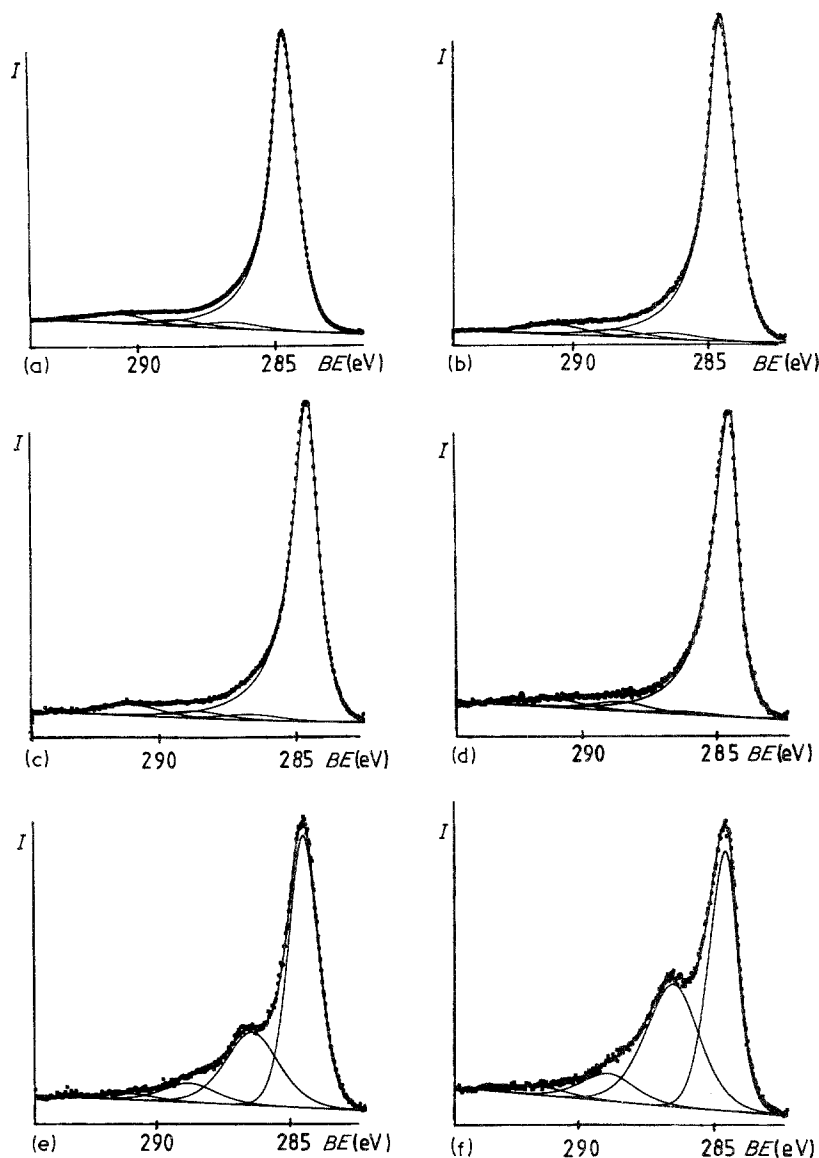 I
I
(a) 290 285 BE(eV)
(b) 290 285 BE(eV)
I
I
(c) 290 285 BE(eV)
(d) 290 285 BE(eV)
I
I
(e) 290 285 BE(eV)
(f) 290 285 BE(eV)